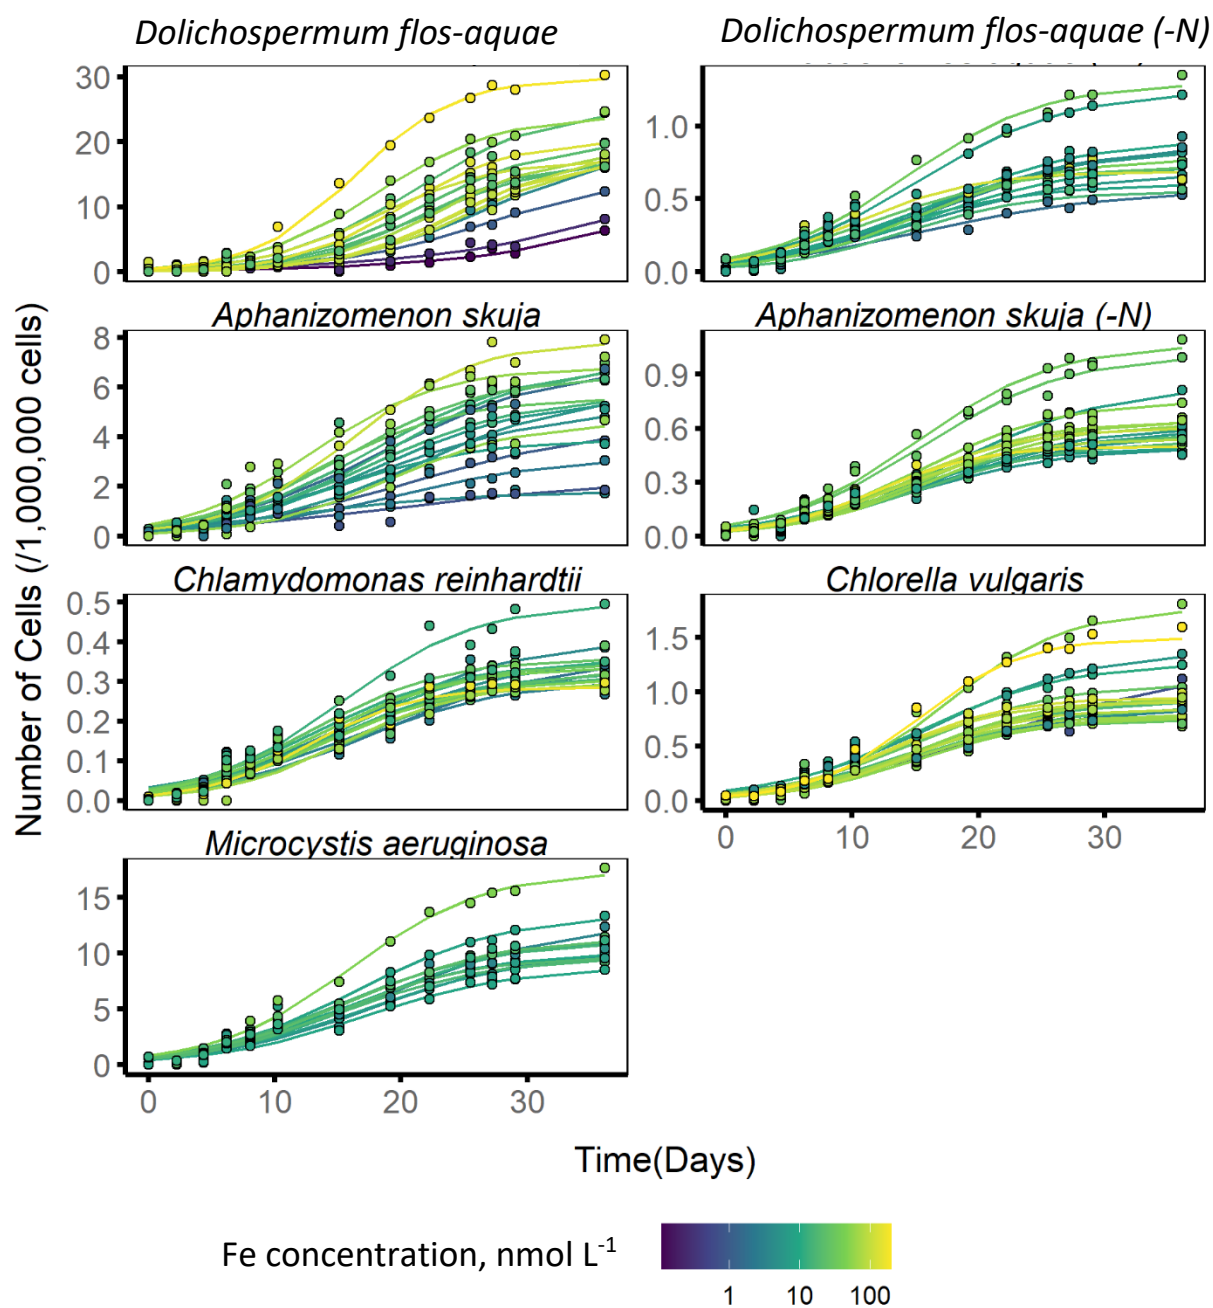 Dolichospermum flos-aquae
Dolichospermum flos-aquae (-N)
30
20
10
0
1.0
0.5
0.0
Aphanizomenon skuja
Aphanizomenon skuja (-N)
8
6
4
2
0
0.9
0.6
0.3
0.0
Chlamydomonas reinhardtii
Chlorella vulgaris
0.5
0.4
0.3
0.2
0.1
0.0
1.5
1.0
0.5
0.0
0 10 20 30
Microcystis aeruginosa
15
10
5
0
0 10 20 30
Number of Cells (/1,000,000 cells)
Time(Days)
Fe concentration, nmol L-1
1 10 100